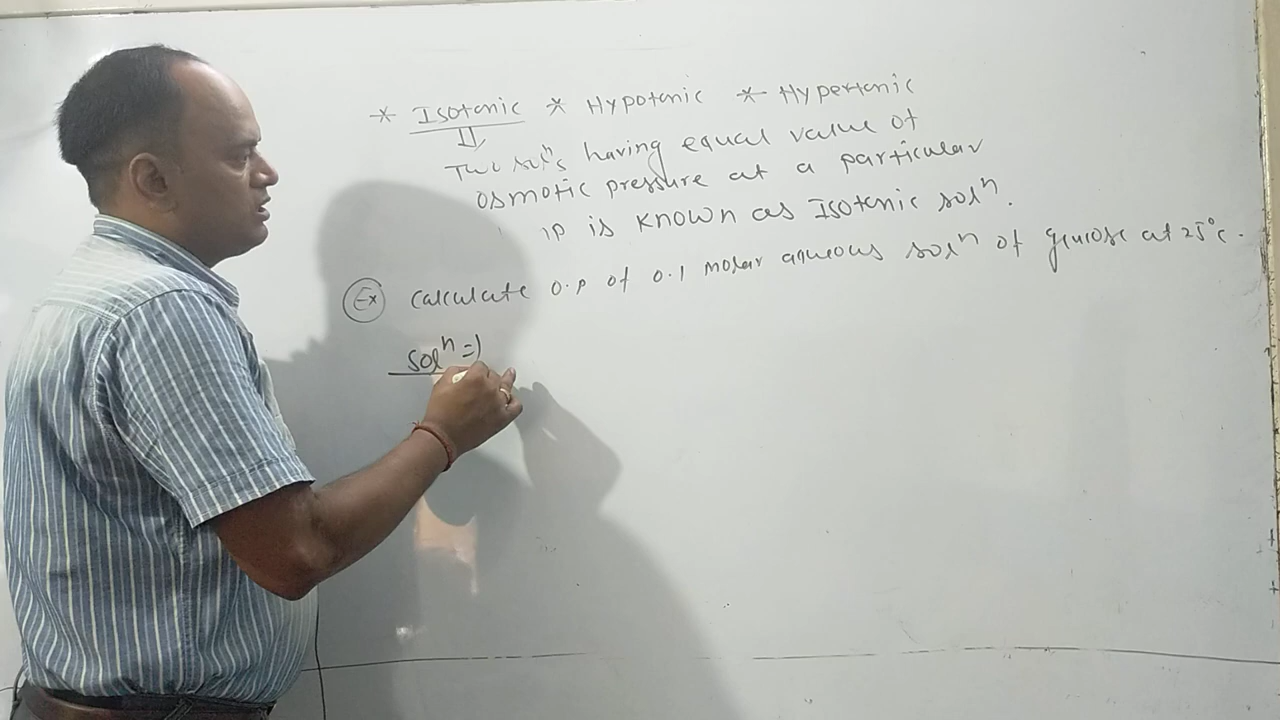 * Isotonic * Hypotonic * Hypertonic
Two solⁿs having equal value of
osmotic pressure at a particular
is known as Isotonic solⁿ.
Ex Calculate O.P of 0.1 molar aqueous solⁿ of glucose at 25°C.
solⁿ =)